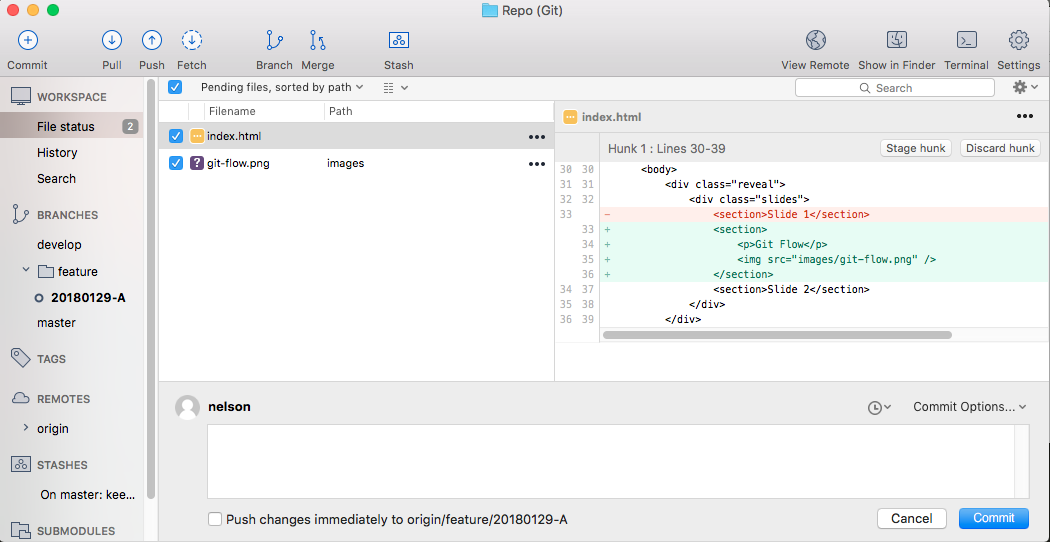 Repo (Git)
Commit
Pull
Push
Fetch
Branch
Merge
Stash
View Remote
Show in Finder
Terminal
Settings
WORKSPACE
File status 2
History
Search
BRANCHES
develop
feature
20180129-A
master
TAGS
REMOTES
origin
STASHES
On master: kee...
SUBMODULES
Pending files, sorted by path
Search
Filename Path
index.html
? git-flow.png images
index.html
Hunk 1 : Lines 30-39 Stage hunk Discard hunk
30 30 <body>
31 31 <div class="reveal">
32 32 <div class="slides">
33 - <section>Slide 1</section>
33 + <section>
34 + <p>Git Flow</p>
35 + <img src="images/git-flow.png" />
36 + </section>
34 37 <section>Slide 2</section>
35 38 </div>
36 39 </div>
nelson
Commit Options...
Push changes immediately to origin/feature/20180129-A
Cancel
Commit